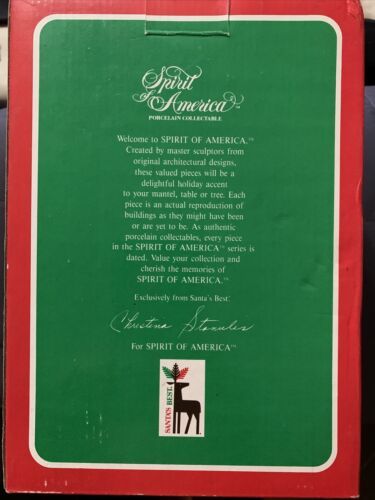 Spirit
of America™
PORCELAIN COLLECTABLE
Welcome to SPIRIT OF AMERICA.™
Created by master sculptors from
original architectural designs,
these valued pieces will be a
delightful holiday accent
to your mantel, table or tree. Each
piece is an actual reproduction of
buildings as they might have been
or are yet to be. As authentic
porcelain collectables, every piece
in the SPIRIT OF AMERICA™ series is
dated. Value your collection and
cherish the memories of
SPIRIT OF AMERICA.™
Exclusively from Santa's Best.
Christina Stanules
For SPIRIT OF AMERICA™
SANTA'S BEST.